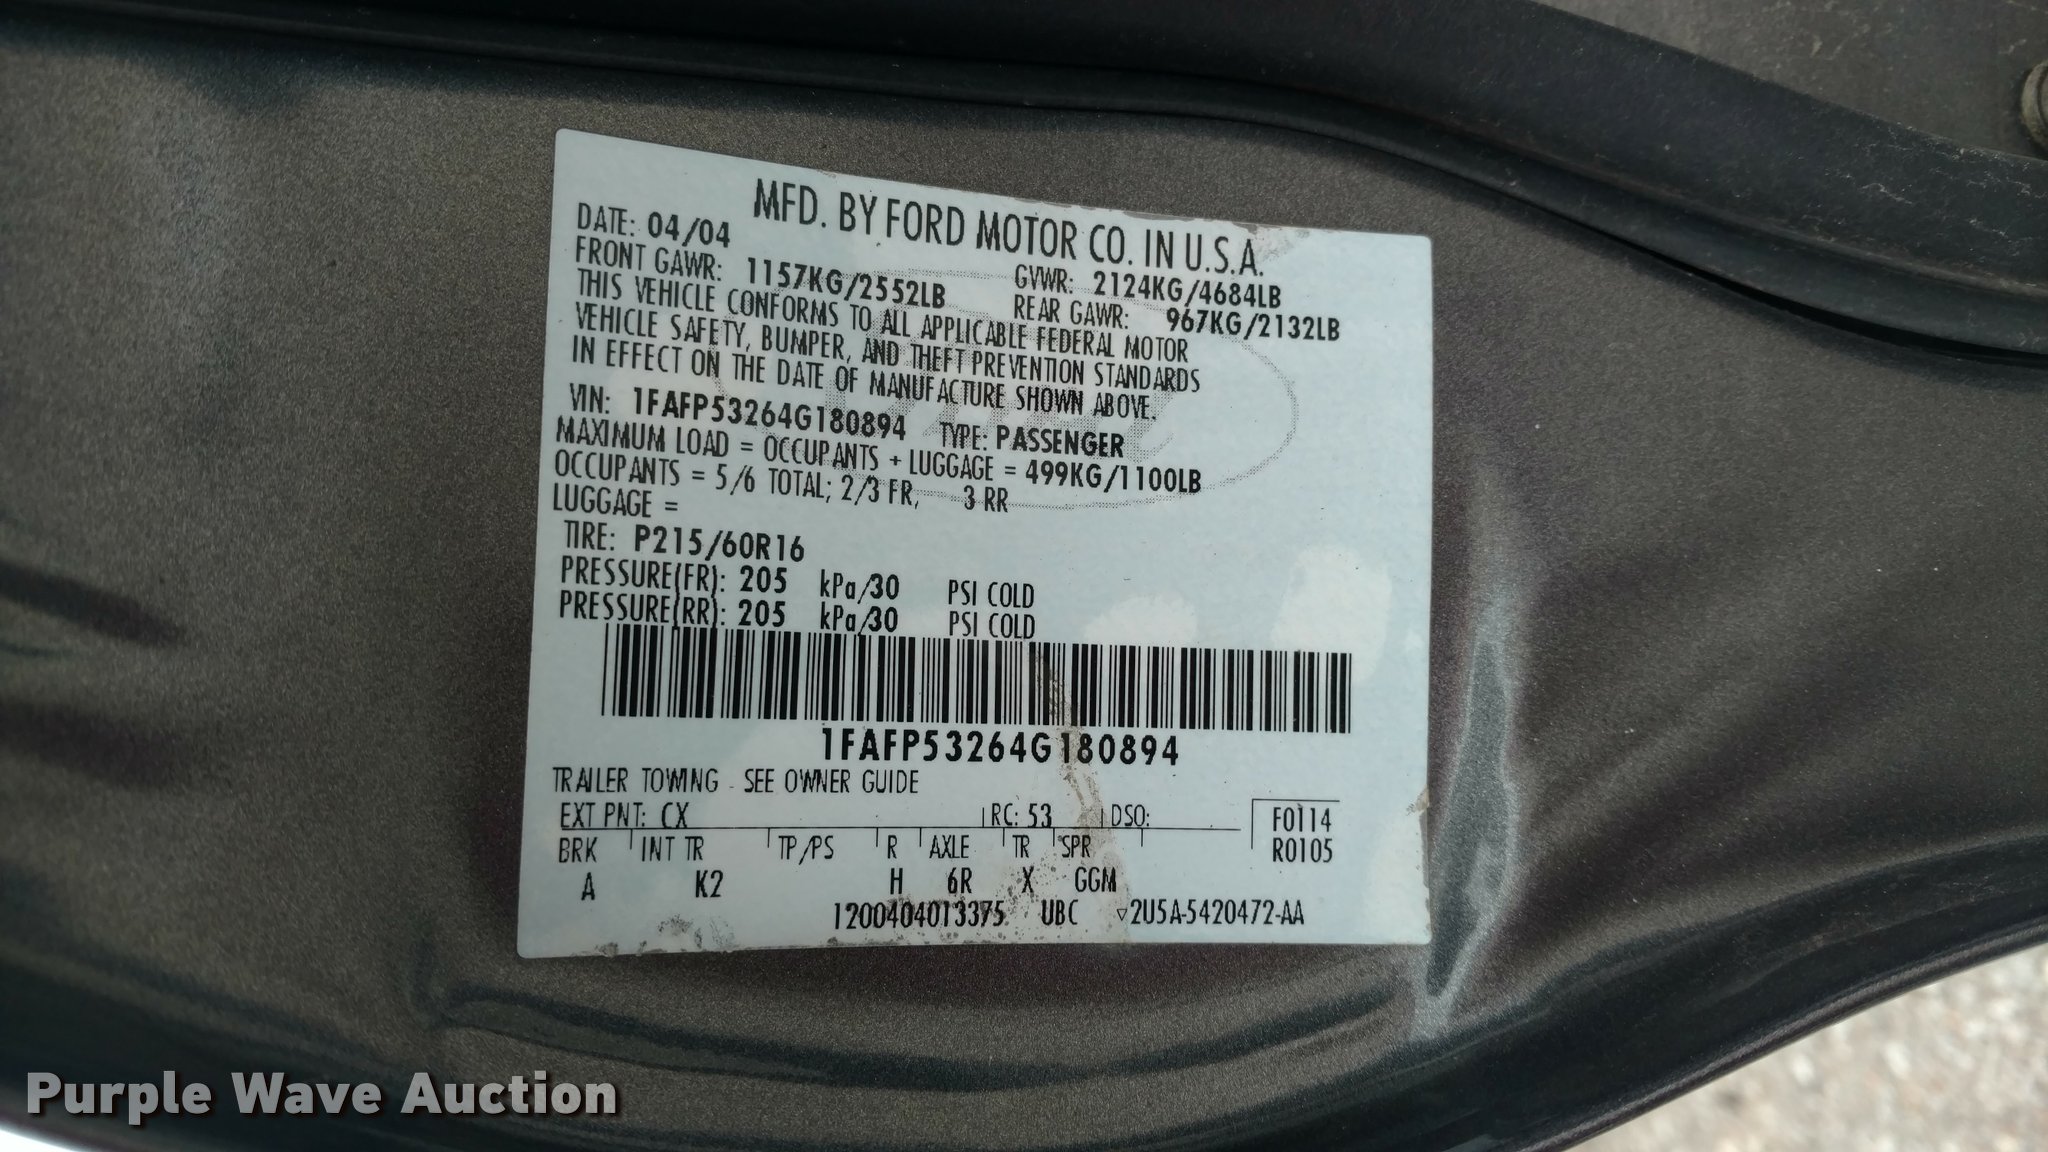 MFD. BY FORD MOTOR CO. IN U.S.A.
DATE: 04/04 GVWR: 2124KG/4684LB
FRONT GAWR: 1157KG/2552LB REAR GAWR: 967KG/2132LB
THIS VEHICLE CONFORMS TO ALL APPLICABLE FEDERAL MOTOR
VEHICLE SAFETY, BUMPER, AND THEFT PREVENTION STANDARDS
IN EFFECT ON THE DATE OF MANUFACTURE SHOWN ABOVE.
VIN: 1FAFP53264G180894 TYPE: PASSENGER
MAXIMUM LOAD = OCCUPANTS + LUGGAGE = 499KG/1100LB
OCCUPANTS = 5/6 TOTAL; 2/3 FR, 3 RR
LUGGAGE =
TIRE: P215/60R16
PRESSURE(FR): 205 kPa/30 PSI COLD
PRESSURE(RR): 205 kPa/30 PSI COLD
1FAFP53264G180894
TRAILER TOWING - SEE OWNER GUIDE
EXT PNT: CX RC: 53 DSO: F0114
BRK INT TR TP/PS R AXLE TR SPR R0105
A K2 H 6R X GGM
1200404013375 UBC ▽2U5A-5420472-AA
Purple Wave Auction